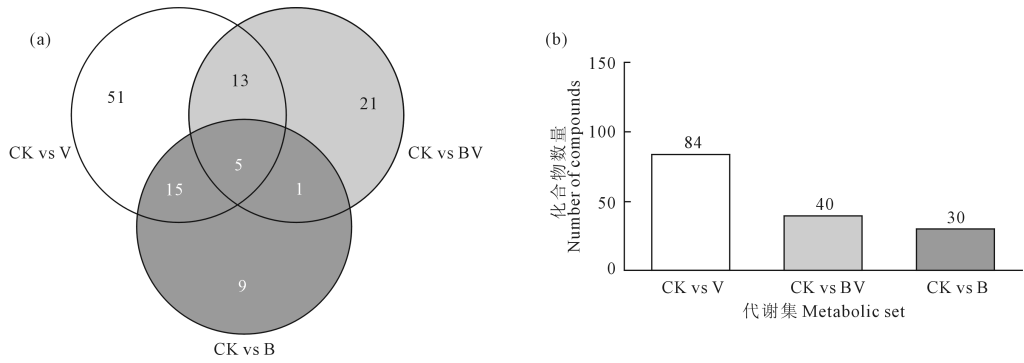 (a)
51
13
21
CK vs V
CK vs BV
5
15
1
9
CK vs B
(b)
化合物数量
Number of compounds
150
100
50
0
84
40
30
CK vs V
CK vs BV
CK vs B
代谢集 Metabolic set